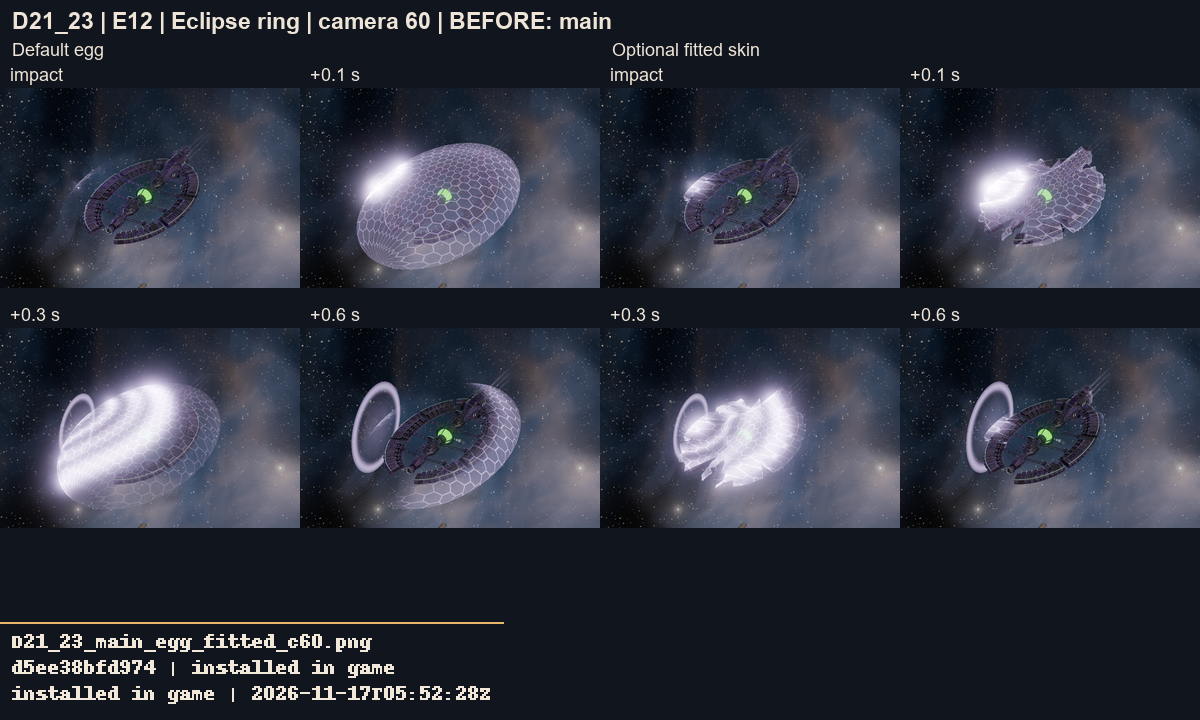 D21_23 | E12 | Eclipse ring | camera 60 | BEFORE: main
Default egg
Optional fitted skin
impact
+0.1 s
impact
+0.1 s
+0.3 s
+0.6 s
+0.3 s
+0.6 s
D21_23_main_egg_fitted_c60.png
d5ee38bfd974 | installed in game
installed in game | 2026-11-17T05:52:28Z